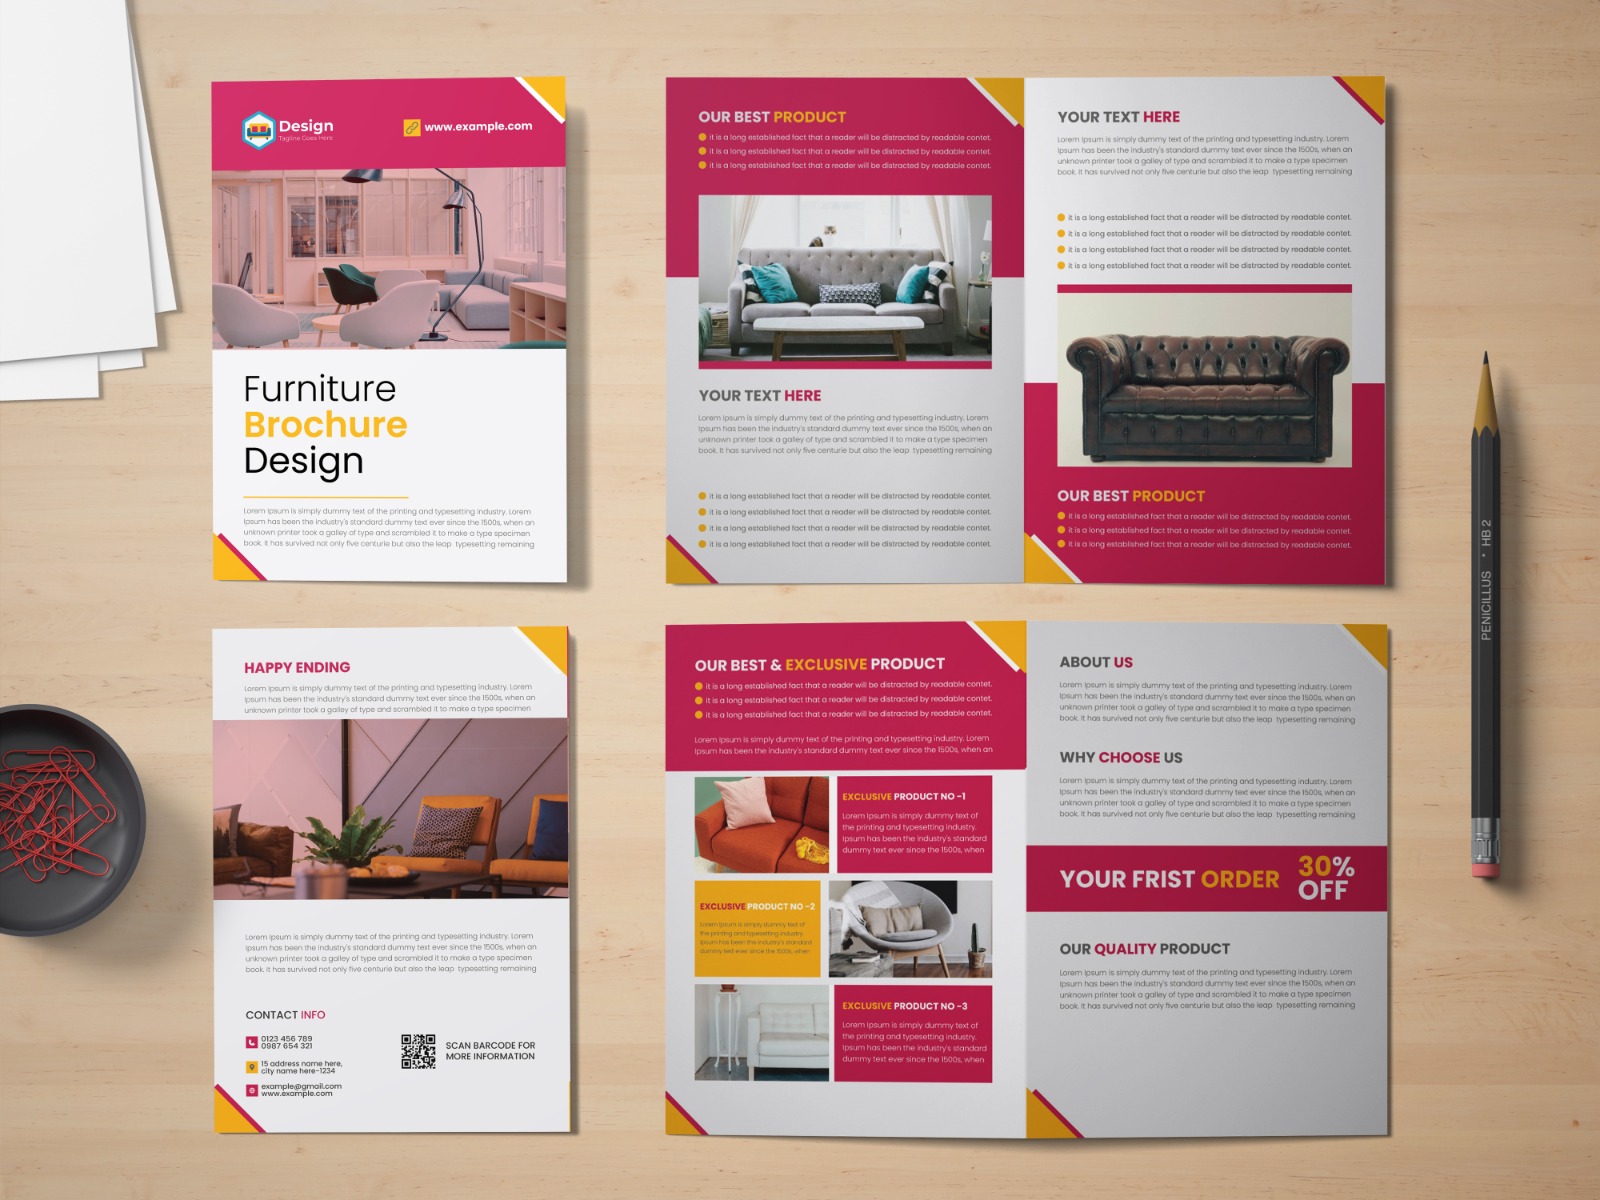 Design
Tagline Goes Here
www.example.com
Furniture
Brochure
Design
Lorem Ipsum is simply dummy text of the printing and typesetting industry. Lorem
Ipsum has been the industry's standard dummy text ever since the 1500s, when an
unknown printer took a galley of type and scrambled it to make a type specimen
book. It has survived not only five centurie but also the leap typesetting remaining
OUR BEST PRODUCT
it is a long established fact that a reader will be distracted by readable contet.
it is a long established fact that a reader will be distracted by readable contet.
it is a long established fact that a reader will be distracted by readable contet.
YOUR TEXT HERE
Lorem Ipsum is simply dummy text of the printing and typesetting industry. Lorem
Ipsum has been the industry's standard dummy text ever since the 1500s, when an
unknown printer took a galley of type and scrambled it to make a type specimen
book. It has survived not only five centurie but also the leap typesetting remaining
it is a long established fact that a reader will be distracted by readable contet.
it is a long established fact that a reader will be distracted by readable contet.
it is a long established fact that a reader will be distracted by readable contet.
it is a long established fact that a reader will be distracted by readable contet.
YOUR TEXT HERE
Lorem Ipsum is simply dummy text of the printing and typesetting industry. Lorem
Ipsum has been the industry's standard dummy text ever since the 1500s, when an
unknown printer took a galley of type and scrambled it to make a type specimen
book. It has survived not only five centurie but also the leap typesetting remaining
it is a long established fact that a reader will be distracted by readable contet.
it is a long established fact that a reader will be distracted by readable contet.
it is a long established fact that a reader will be distracted by readable contet.
it is a long established fact that a reader will be distracted by readable contet.
OUR BEST PRODUCT
it is a long established fact that a reader will be distracted by readable contet.
it is a long established fact that a reader will be distracted by readable contet.
it is a long established fact that a reader will be distracted by readable contet.
PENICILLUS * HB 2
HAPPY ENDING
Lorem Ipsum is simply dummy text of the printing and typesetting industry. Lorem
Ipsum has been the industry's standard dummy text ever since the 1500s, when an
unknown printer took a galley of type and scrambled it to make a type specimen
Lorem Ipsum is simply dummy text of the printing and typesetting industry. Lorem
Ipsum has been the industry's standard dummy text ever since the 1500s, when an
unknown printer took a galley of type and scrambled it to make a type specimen
book. It has survived not only five centurie but also the leap typesetting remaining
CONTACT INFO
0123 456 789
0987 654 321
15 address name here,
city name here-1234
example@gmail.com
www.example.com
SCAN BARCODE FOR
MORE INFORMATION
OUR BEST & EXCLUSIVE PRODUCT
it is a long established fact that a reader will be distracted by readable contet.
it is a long established fact that a reader will be distracted by readable contet.
it is a long established fact that a reader will be distracted by readable contet.
Lorem Ipsum is simply dummy text of the printing and typesetting industry. Lorem
Ipsum has been the industry's standard dummy text ever since the 1500s, when an
EXCLUSIVE PRODUCT NO -1
Lorem Ipsum is simply dummy text of
the printing and typesetting industry.
Lorem Ipsum has been the industry's standard
dummy text ever since the 1500s, when
EXCLUSIVE PRODUCT NO -2
Lorem Ipsum is simply dummy text of
the printing and typesetting industry.
Lorem Ipsum has been the industry's standard
dummy text ever since the 1500s, when
EXCLUSIVE PRODUCT NO -3
Lorem Ipsum is simply dummy text of
the printing and typesetting industry.
Lorem Ipsum has been the industry's standard
dummy text ever since the 1500s, when
ABOUT US
Lorem Ipsum is simply dummy text of the printing and typesetting industry. Lorem
Ipsum has been the industry's standard dummy text ever since the 1500s, when an
unknown printer took a galley of type and scrambled it to make a type specimen
book. It has survived not only five centurie but also the leap typesetting remaining
WHY CHOOSE US
Lorem Ipsum is simply dummy text of the printing and typesetting industry. Lorem
Ipsum has been the industry's standard dummy text ever since the 1500s, when an
unknown printer took a galley of type and scrambled it to make a type specimen
book. It has survived not only five centurie but also the leap typesetting remaining
YOUR FRIST ORDER
30%
OFF
OUR QUALITY PRODUCT
Lorem Ipsum is simply dummy text of the printing and typesetting industry. Lorem
Ipsum has been the industry's standard dummy text ever since the 1500s, when an
unknown printer took a galley of type and scrambled it to make a type specimen
book. It has survived not only five centurie but also the leap typesetting remaining